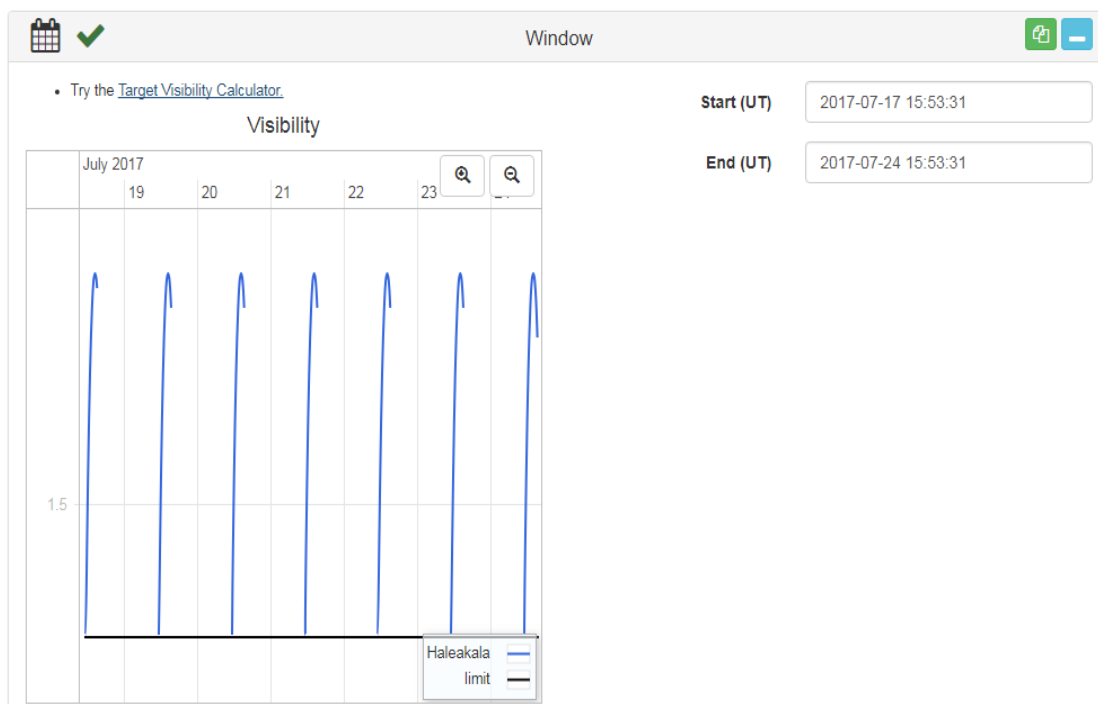 Window
Try the Target Visibility Calculator.
Visibility
July 2017
19 20 21 22 23
1.5
Haleakala
limit
Start (UT) 2017-07-17 15:53:31
End (UT) 2017-07-24 15:53:31